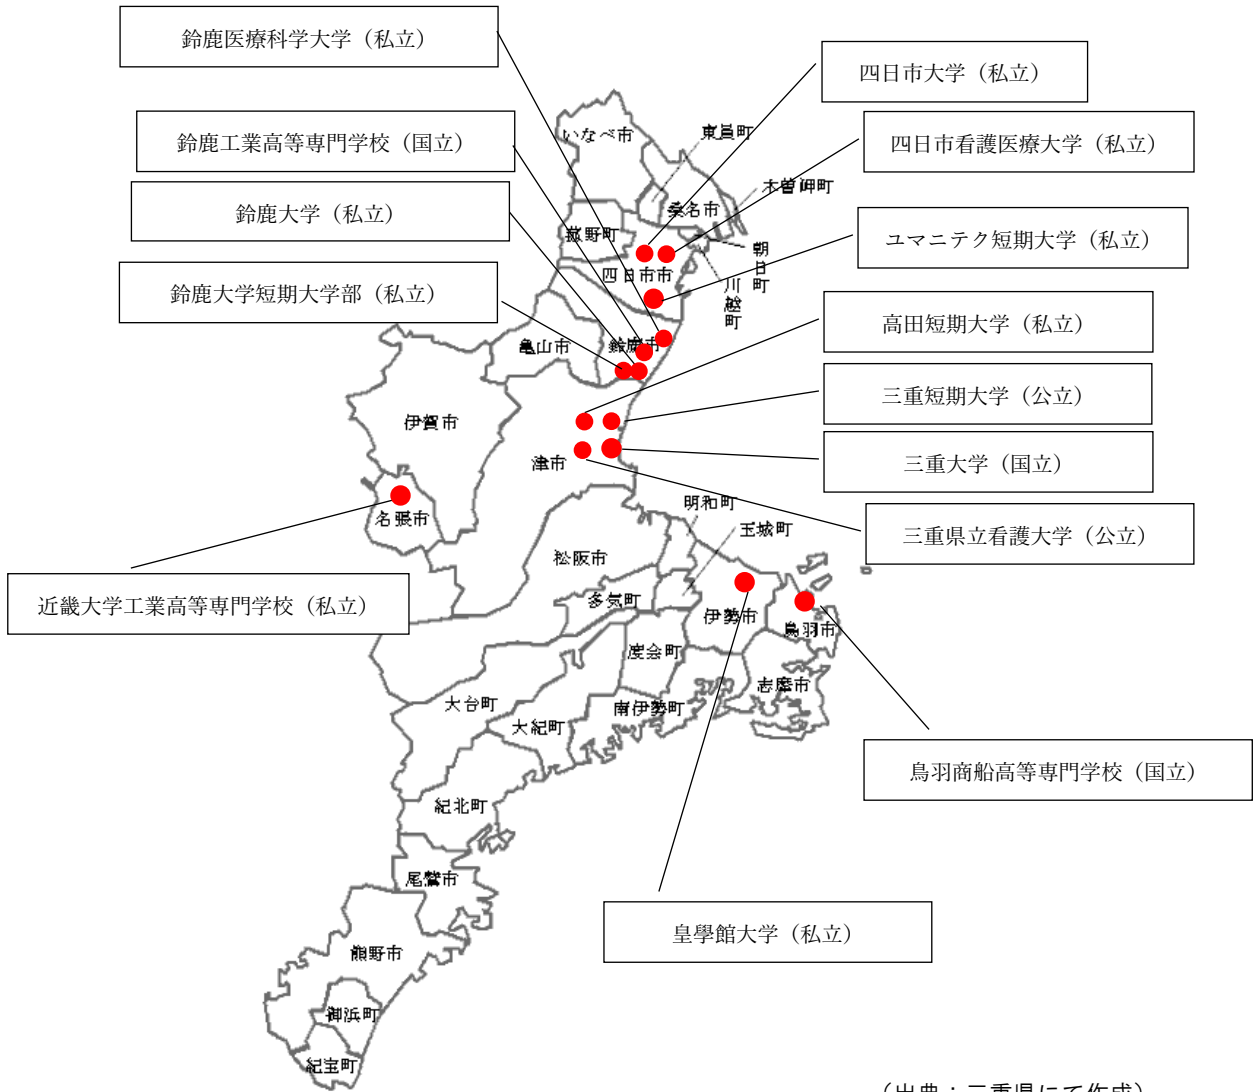 鈴鹿医療科学大学（私立）
四日市大学（私立）
鈴鹿工業高等専門学校（国立）
四日市看護医療大学（私立）
鈴鹿大学（私立）
ユマニテク短期大学（私立）
鈴鹿大学短期大学部（私立）
高田短期大学（私立）
三重短期大学（公立）
三重大学（国立）
三重県立看護大学（公立）
近畿大学工業高等専門学校（私立）
鳥羽商船高等専門学校（国立）
皇學館大学（私立）
いなべ市
東員町
木曽岬町
桑名市
菰野町
朝日町
四日市市
川越町
亀山市
鈴鹿市
伊賀市
津市
名張市
明和町
玉城町
松阪市
多気町
伊勢市
鳥羽市
度会町
志摩市
大台町
南伊勢町
大紀町
紀北町
尾鷲市
熊野市
御浜町
紀宝町
（出典：三重県にて作成）